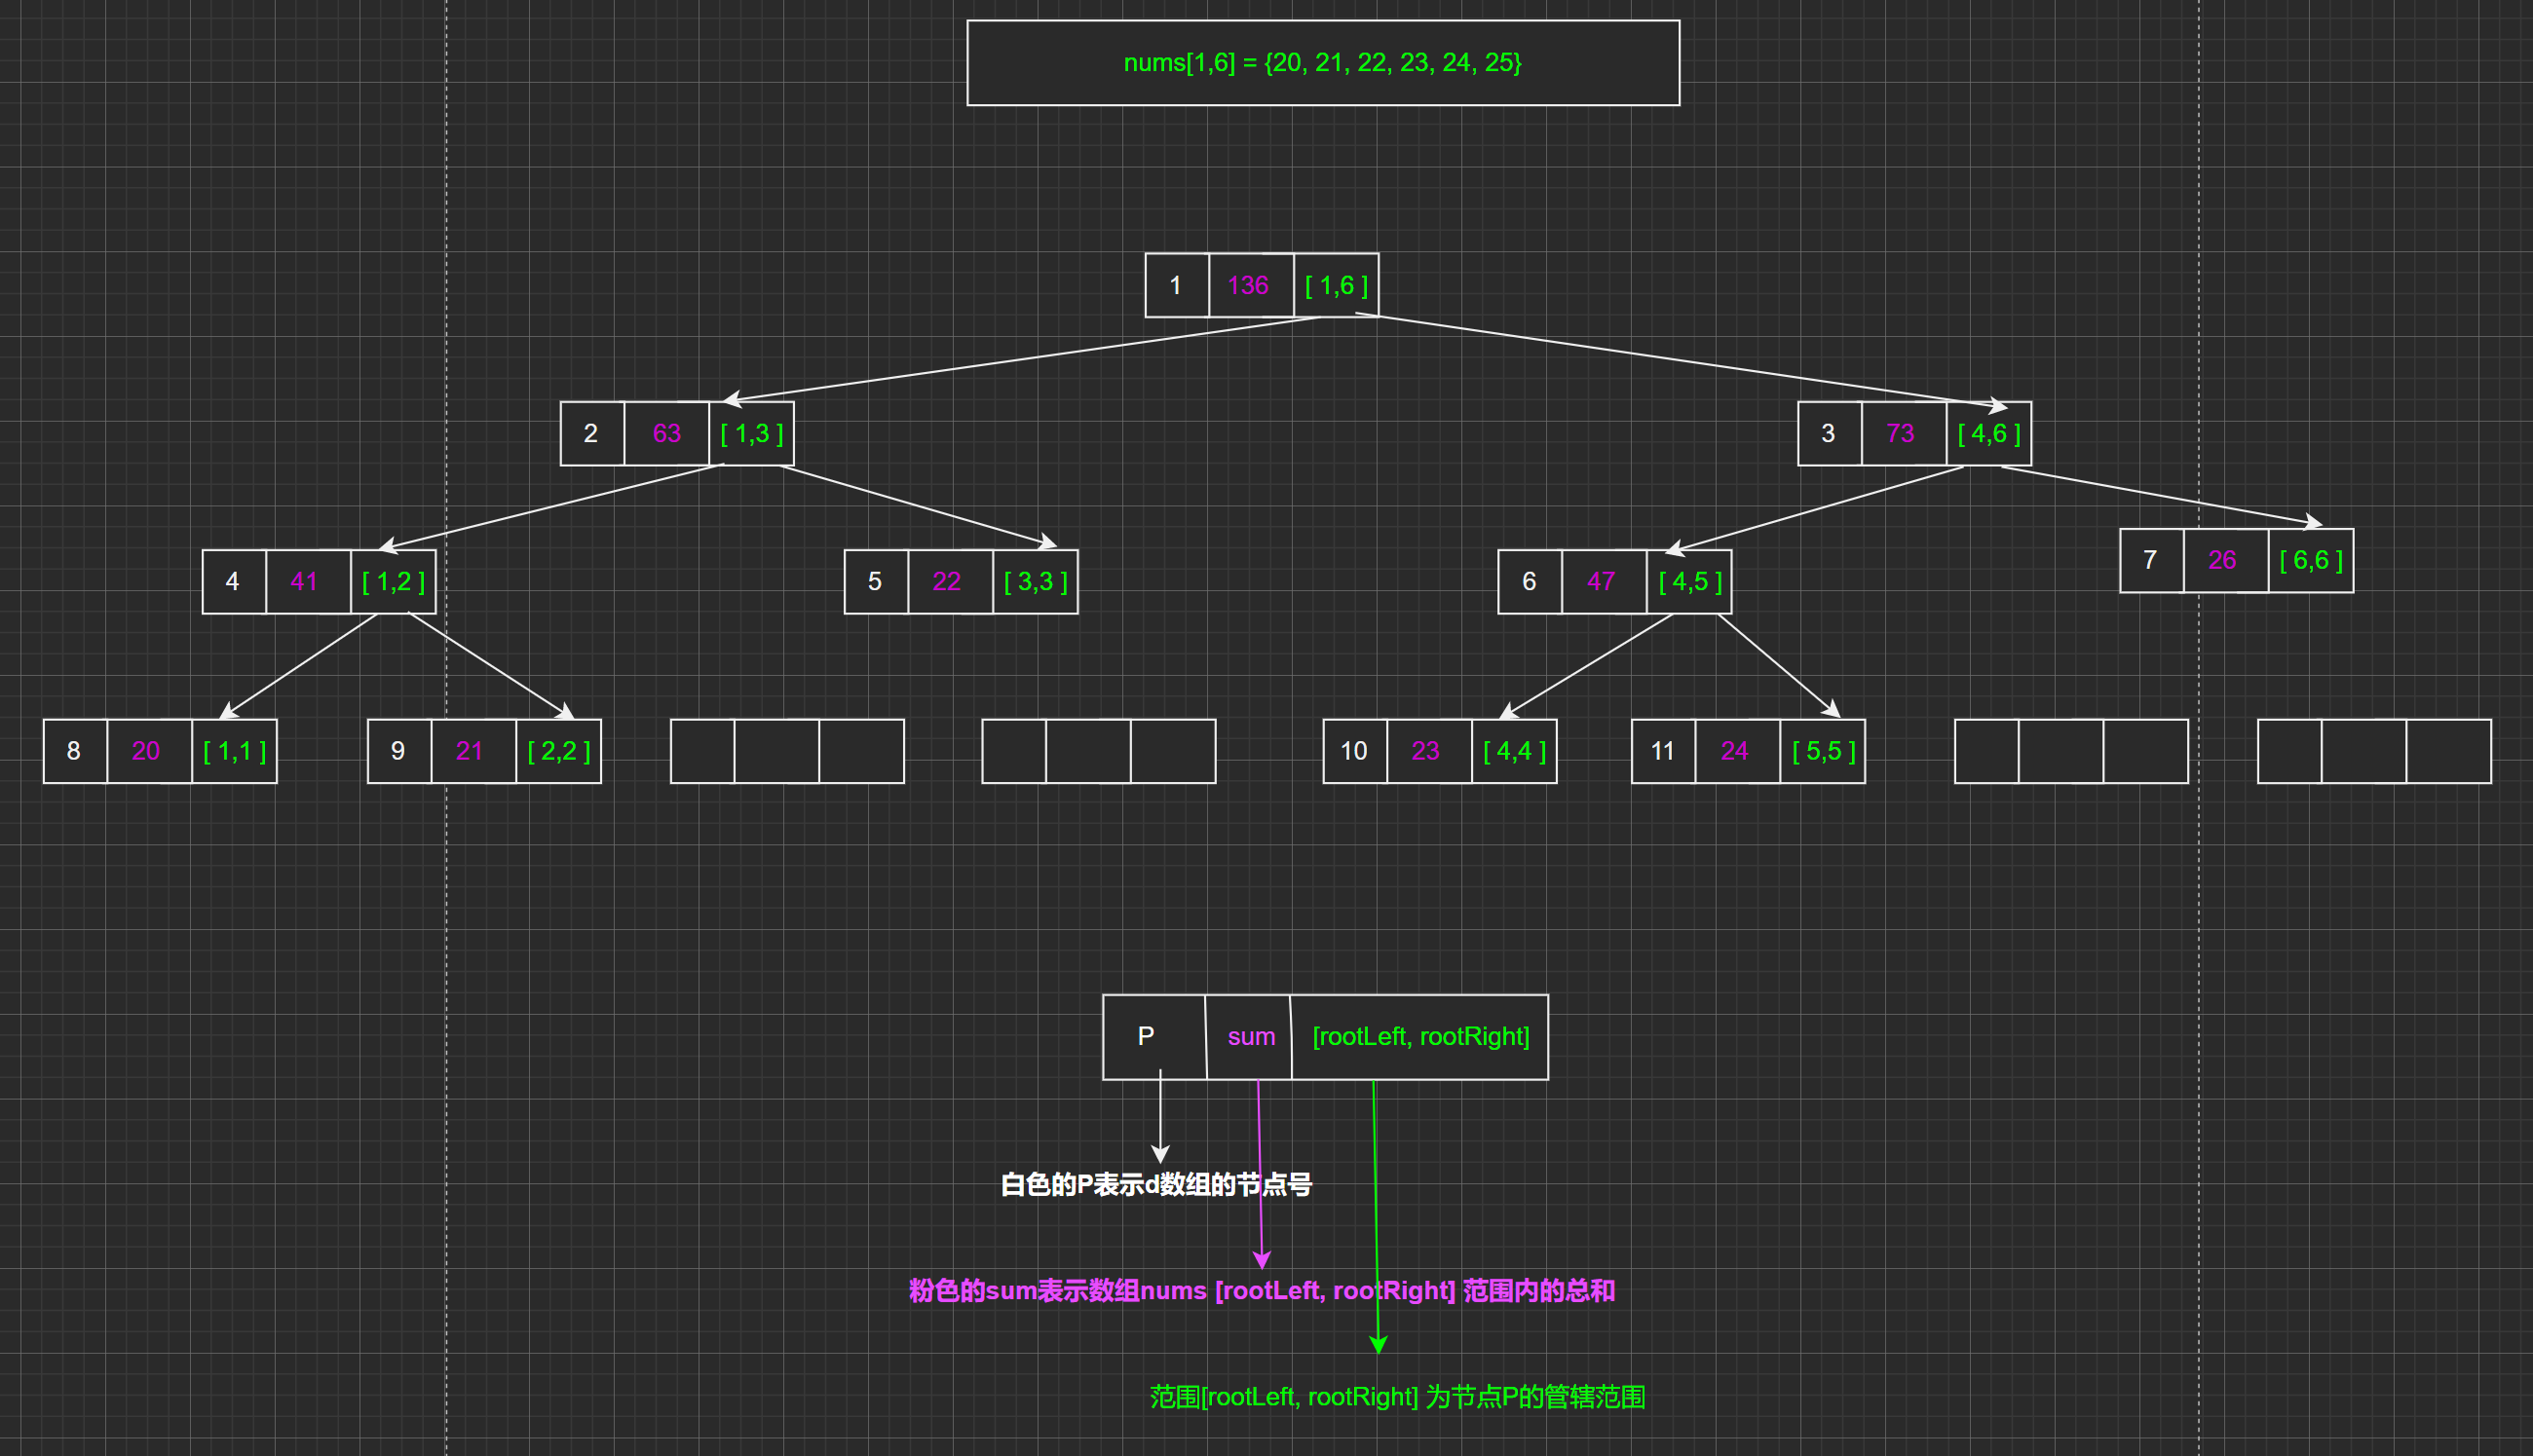 nums[1,6] = {20, 21, 22, 23, 24, 25}
1 136 [ 1,6 ]
2 63 [ 1,3 ] 3 73 [ 4,6 ]
4 41 [ 1,2 ] 5 22 [ 3,3 ] 6 47 [ 4,5 ] 7 26 [ 6,6 ]
8 20 [ 1,1 ] 9 21 [ 2,2 ] 10 23 [ 4,4 ] 11 24 [ 5,5 ]
P sum [rootLeft, rootRight]
白色的P表示d数组的节点号
粉色的sum表示数组nums [rootLeft, rootRight] 范围内的总和
范围[rootLeft, rootRight] 为节点P的管辖范围